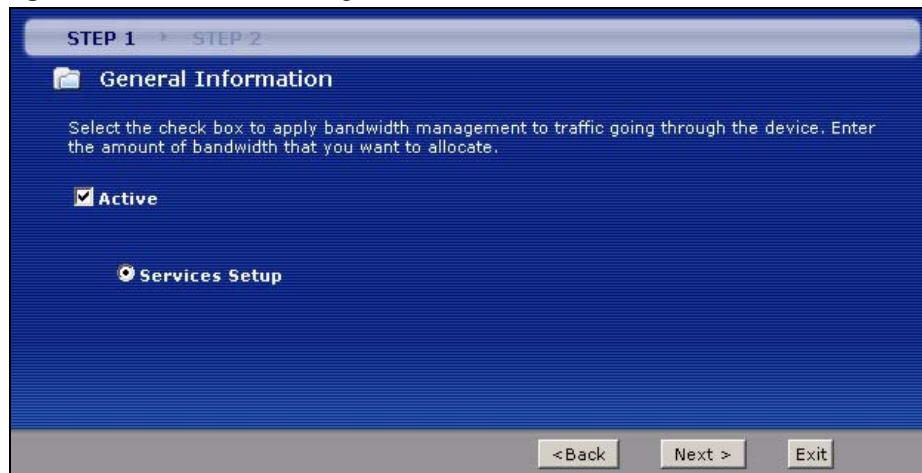 STEP 1 STEP 2
General Information
Select the check box to apply bandwidth management to traffic going through the device. Enter
the amount of bandwidth that you want to allocate.
Active
Services Setup
<Back Next > Exit